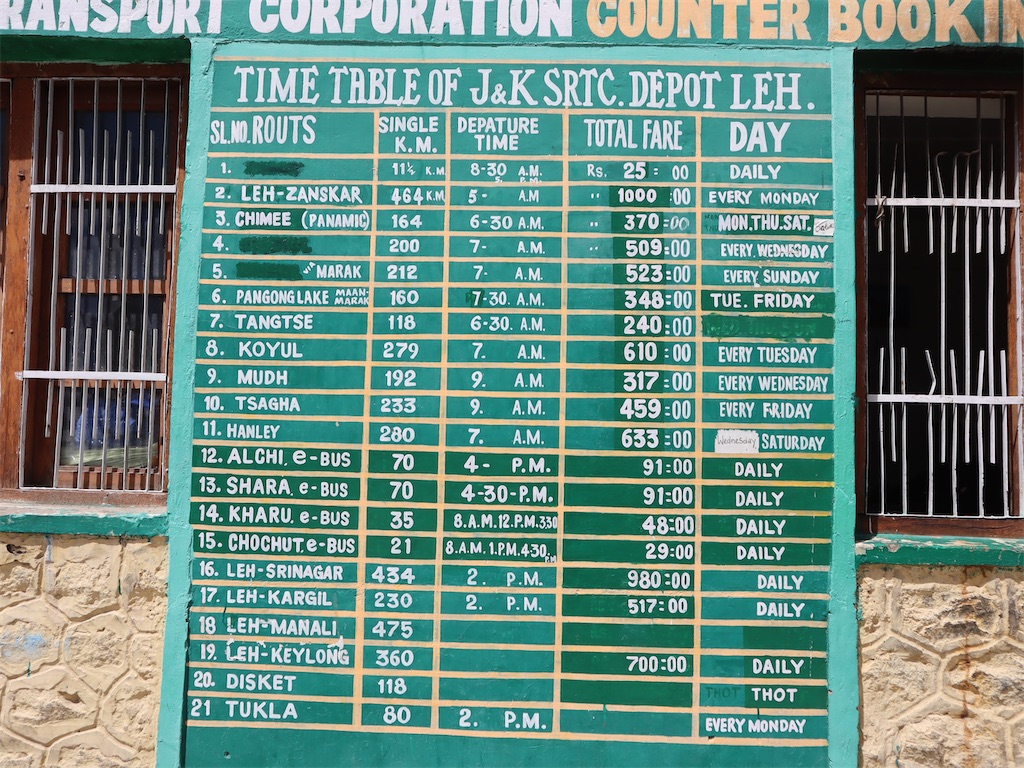 TRANSPORT CORPORATION COUNTER BOOKIN
TIME TABLE OF J&K SRTC. DEPOT LEH.
SL.NO. ROUTS SINGLE K.M. DEPATURE TIME TOTAL FARE DAY
1. 11½ K.M. 8-30 A.M. Rs. 25:00 DAILY
2. LEH-ZANSKAR 464 K.M. 5- A.M " 1000:00 EVERY MONDAY
3. CHIMEE (PANAMIC) 164 6-30 A.M. " 370:00 MON.THU.SAT.
4. 200 7- A.M. " 509:00 EVERY WEDNESDAY
5. "MARAK 212 7- A.M. 523:00 EVERY SUNDAY
6. PANGONG LAKE MAAN- MARAK 160 7-30. A.M. 348:00 TUE. FRIDAY
7. TANGTSE 118 6-30. A.M. 240:00
8. KOYUL 279 7. A.M. 610:00 EVERY TUESDAY
9. MUDH 192 9. A.M. 317:00 EVERY WEDNESDAY
10. TSAGHA 233 9. A.M. 459:00 EVERY FRIDAY
11. HANLEY 280 7. A.M. 633:00 Wednesday SATURDAY
12. ALCHI. e-BUS 70 4- P.M. 91:00 DAILY
13. SHARA. e-BUS 70 4-30-P.M. 91:00 DAILY
14. KHARU. e-BUS 35 8.A.M.12.P.M.330 48:00 DAILY
15. CHOCHUT.e-BUS 21 8.A.M.1.P.M.430 P.M 29:00 DAILY
16. LEH-SRINAGAR 434 2. P.M. 980:00 DAILY
17. LEH-KARGIL 230 2. P.M. 517:00 DAILY.
18 LEH-MANALI 475
19. LEH-KEYLONG 360 700:00 DAILY
20. DISKET 118 THOT THOT
21 TUKLA 80 2. P.M. EVERY MONDAY